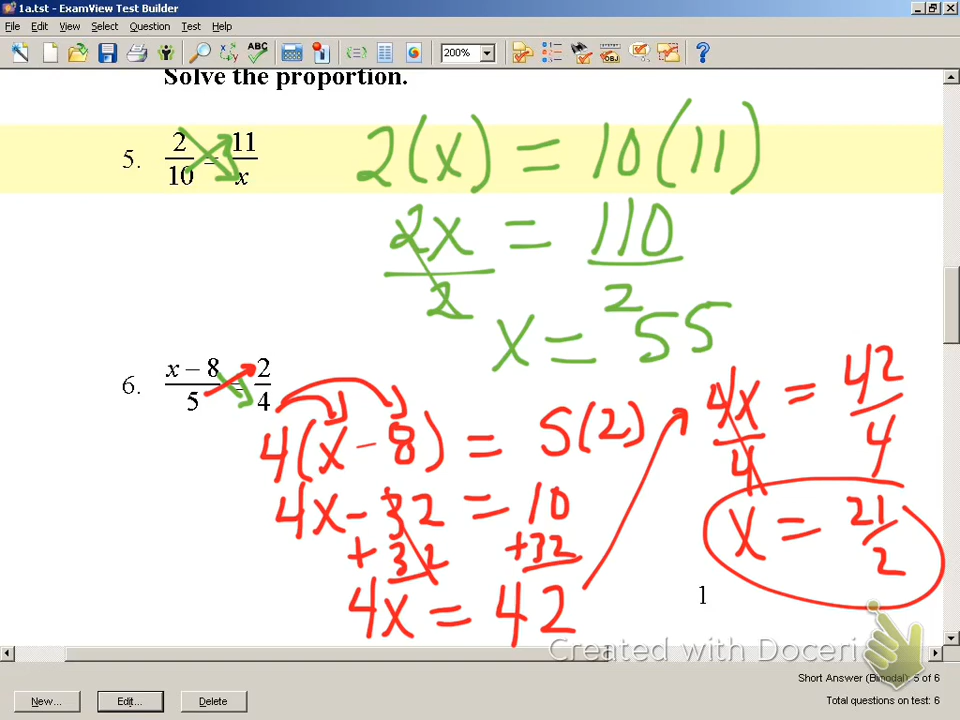 1a.tst - ExamView Test Builder
File Edit View Select Question Test Help
200%
Solve the proportion.
5. 2/10 = 11/x
2(x) = 10(11)
2x/2 = 110/2
x = 55
6. x – 8/5 = 2/4
4(x - 8) = 5(2)
4x - 32 = 10
+ 32 +32
4x = 42
4x/4 = 42/4
x = 21/2
1
Created with Doceri
Short Answer (Bimodal) 5 of 6
New... Edit... Delete
Total questions on test: 6